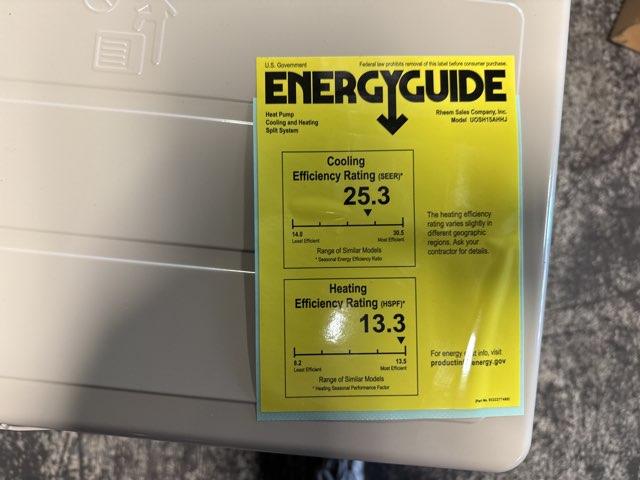 U.S. Government
Federal law prohibits removal of this label before consumer purchase.
ENERGYGUIDE
Heat Pump
Cooling and Heating
Split System
Rheem Sales Company, Inc.
Model UOSH15AHHJ
Cooling
Efficiency Rating (SEER)*
25.3
14.0
30.5
Least Efficient
Most Efficient
Range of Similar Models
* Seasonal Energy Efficiency Ratio
The heating efficiency
rating varies slightly in
different geographic
regions. Ask your
contractor for details.
Heating
Efficiency Rating (HSPF)*
13.3
8.2
13.5
Least Efficient
Most Efficient
Range of Similar Models
* Heating Seasonal Performance Factor
For energy cost info, visit
productinfo.energy.gov